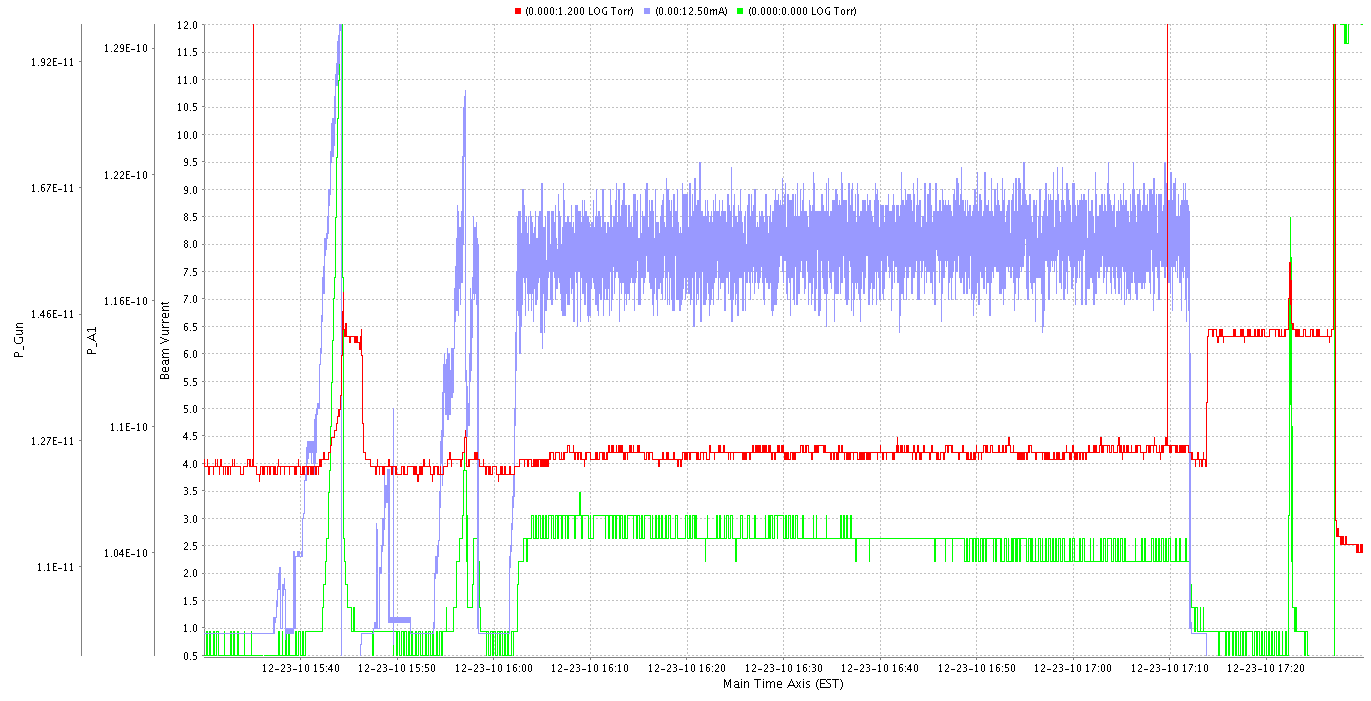 (0.000:1.200 LOG Torr) (0.00:12.50mA) (0.000:0.000 LOG Torr)
P_Gun
1.92E-11
1.67E-11
1.46E-11
1.27E-11
1.1E-11
P_A1
1.29E-10
1.22E-10
1.16E-10
1.1E-10
1.04E-10
Beam Vurrent
12.0
11.5
11.0
10.5
10.0
9.5
9.0
8.5
8.0
7.5
7.0
6.5
6.0
5.5
5.0
4.5
4.0
3.5
3.0
2.5
2.0
1.5
1.0
0.5
12-23-10 15:40 12-23-10 15:50 12-23-10 16:00 12-23-10 16:10 12-23-10 16:20 12-23-10 16:30 12-23-10 16:40 12-23-10 16:50 12-23-10 17:00 12-23-10 17:10 12-23-10 17:20
Main Time Axis (EST)